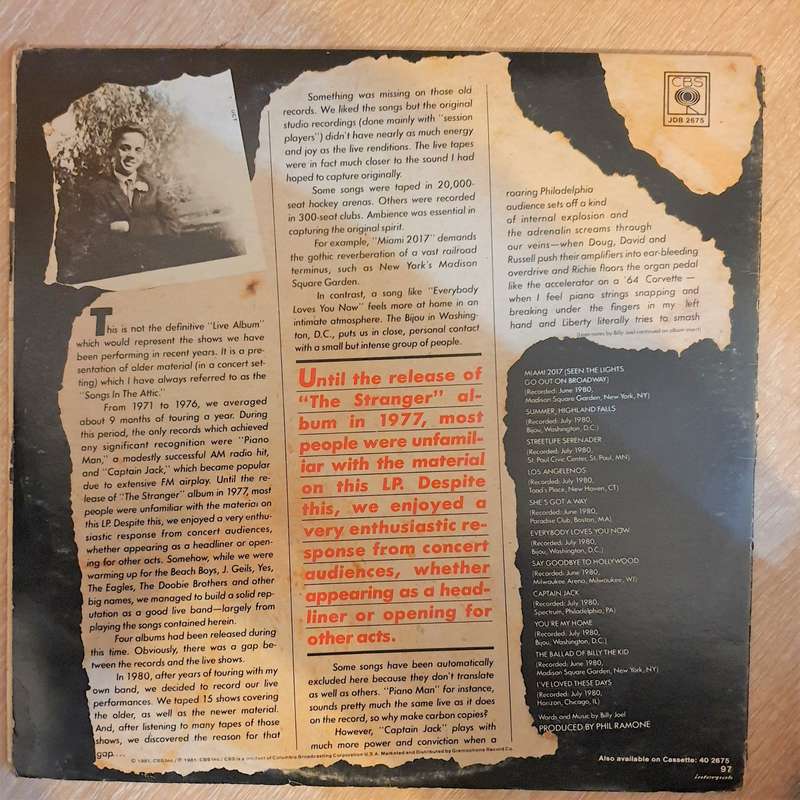 This is not the definitive "Live Album"
which would represent the shows we have
been performing in recent years. It is a pre-
sentation of older material (in a concert set-
ting) which I have always referred to as the
"Songs In The Attic."
From 1971 to 1976, we averaged
about 9 months of touring a year. During
this period, the only records which achieved
any significant recognition were "Piano
Man," a modestly successful AM radio hit,
and "Captain Jack," which became popular
due to extensive FM airplay. Until the re-
lease of "The Stranger" album in 1977, most
people were unfamiliar with the material on
this LP. Despite this, we enjoyed a very enthu-
siastic response from concert audiences,
whether appearing as a headliner or open-
ing for other acts. Somehow, while we were
warming up for the Beach Boys, J. Geils, Yes,
The Eagles, The Doobie Brothers and other
big names, we managed to build a solid rep-
utation as a good live band—largely from
playing the songs contained herein.
Four albums had been released during
this time. Obviously, there was a gap be-
tween the records and the live shows.
In 1980, after years of touring with my
own band, we decided to record our live
performances. We taped 15 shows covering
the older, as well as the newer material.
And, after listening to many tapes of those
shows, we discovered the reason for that
gap....
Something was missing on those old
records. We liked the songs but the original
studio recordings (done mainly with "session
players") didn't have nearly as much energy
and joy as the live renditions. The live tapes
were in fact much closer to the sound I had
hoped to capture originally.
Some songs were taped in 20,000-
seat hockey arenas. Others were recorded
in 300-seat clubs. Ambience was essential in
capturing the original spirit.
For example, "Miami 2017" demands
the gothic reverberation of a vast railroad
terminus, such as New York's Madison
Square Garden.
In contrast, a song like "Everybody
Loves You Now" feels more at home in an
intimate atmosphere. The Bijou in Washing-
ton, D.C., puts us in close, personal contact
with a small but intense group of people.
Until the release of
"The Stranger" al-
bum in 1977, most
people were unfamil-
iar with the material
on this LP. Despite
this, we enjoyed a
very enthusiastic re-
sponse from concert
audiences, whether
appearing as a head-
liner or opening for
other acts.
Some songs have been automatically
excluded here because they don't translate
as well as others. "Piano Man" for instance,
sounds pretty much the same live as it does
on the record, so why make carbon copies?
However, "Captain Jack" plays with
much more power and conviction when a
CBS
JDB 2675
roaring Philadelphia
audience sets off a kind
of internal explosion and
the adrenalin screams through
our veins—when Doug, David and
Russell push their amplifiers into ear-bleeding
overdrive and Richie floors the organ pedal
like the accelerator on a '64 Corvette—
when I feel piano strings snapping and
breaking under the fingers in my left
hand and Liberty literally tries to smash
(Liner notes by Billy Joel continued on album insert)
MIAMI 2017 (SEEN THE LIGHTS
GO OUT ON BROADWAY)
(Recorded: June 1980,
Madison Square Garden, New York, NY)
SUMMER, HIGHLAND FALLS
(Recorded: July 1980,
Bijou, Washington, D.C.)
STREETLIFE SERENADER
(Recorded: July 1980,
St. Paul Civic Center, St. Paul, MN)
LOS ANGELENOS
(Recorded: July 1980,
Toad's Place, New Haven, CT)
SHE'S GOT A WAY
(Recorded: June 1980,
Paradise Club, Boston, MA)
EVERYBODY LOVES YOU NOW
(Recorded: July 1980,
Bijou, Washington, D.C.)
SAY GOODBYE TO HOLLYWOOD
(Recorded: June 1980,
Milwaukee Arena, Milwaukee, WI)
CAPTAIN JACK
(Recorded: July 1980,
Spectrum, Philadelphia, PA)
YOU'RE MY HOME
(Recorded: July 1980,
Bijou, Washington, D.C.)
THE BALLAD OF BILLY THE KID
(Recorded: June 1980,
Madison Square Garden, New York, NY)
I'VE LOVED THESE DAYS
(Recorded: July 1980,
Horizon, Chicago, IL)
Words and Music by Billy Joel
PRODUCED BY PHIL RAMONE
© 1981, CBS Inc./ ℗ 1981, CBS Inc./ CBS is a product of Columbia Broadcasting Corporation U.S.A. Marketed and Distributed by Gramophone Record Co.
Also available on Cassette: 40 2675
97
interpak